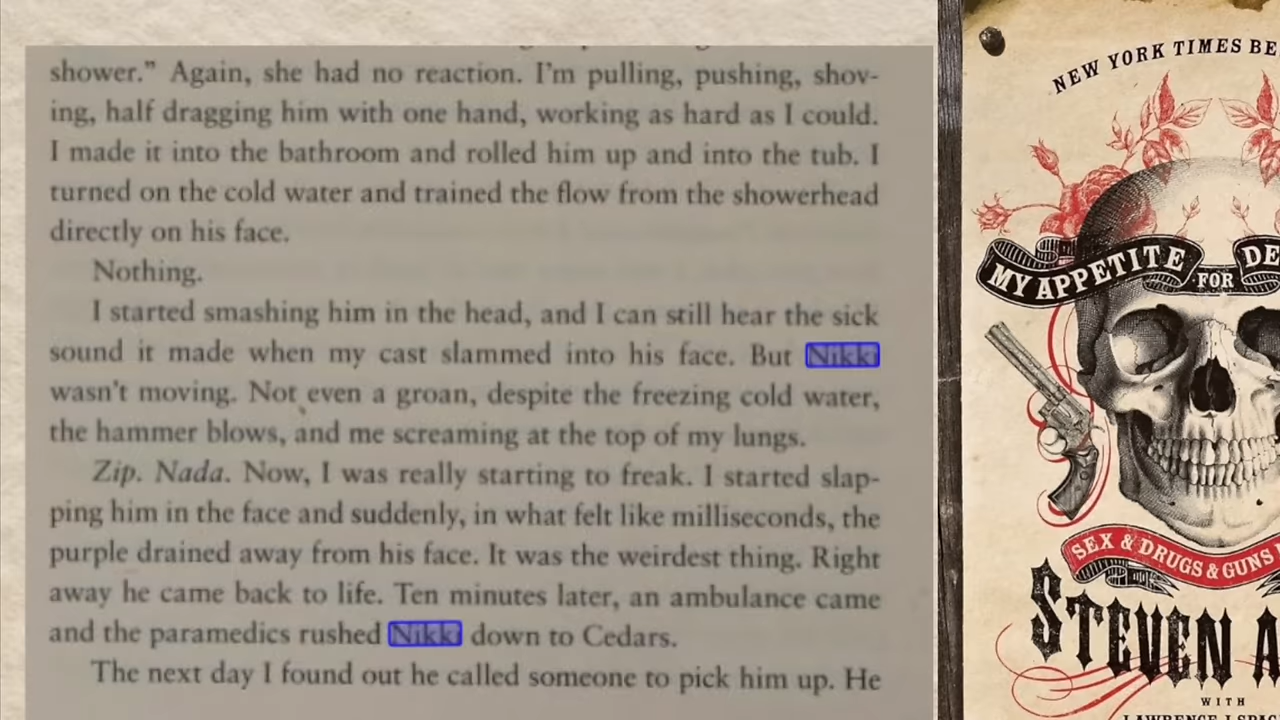 shower.” Again, she had no reaction. I’m pulling, pushing, shov-
ing, half dragging him with one hand, working as hard as I could.
I made it into the bathroom and rolled him up and into the tub. I
turned on the cold water and trained the flow from the showerhead
directly on his face.
Nothing.
I started smashing him in the head, and I can still hear the sick
sound it made when my cast slammed into his face. But Nikki
wasn’t moving. Not even a groan, despite the freezing cold water,
the hammer blows, and me screaming at the top of my lungs.
Zip. Nada. Now, I was really starting to freak. I started slap-
ping him in the face and suddenly, in what felt like milliseconds, the
purple drained away from his face. It was the weirdest thing. Right
away he came back to life. Ten minutes later, an ambulance came
and the paramedics rushed Nikki down to Cedars.
The next day I found out he called someone to pick him up. He
NEW YORK TIMES BE
MY APPETITE FOR DE
SEX & DRUGS & GUNS
STEVEN A
WITH